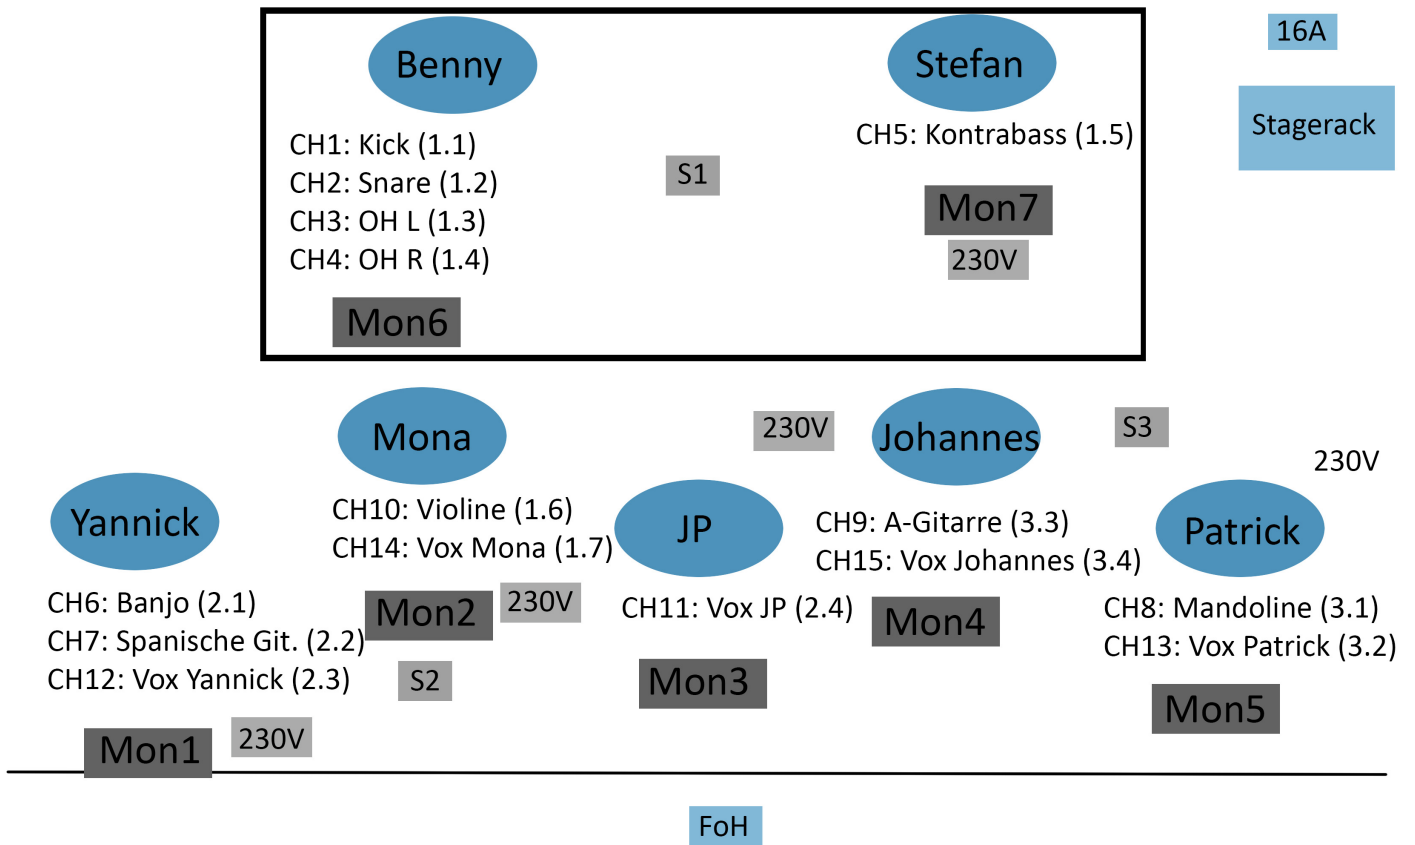 Benny
CH1: Kick (1.1)
CH2: Snare (1.2)
CH3: OH L (1.3)
CH4: OH R (1.4)
Mon6
S1
Stefan
CH5: Kontrabass (1.5)
Mon7
230V
16A
Stagerack
Yannick
CH6: Banjo (2.1)
CH7: Spanische Git. (2.2)
CH12: Vox Yannick (2.3)
Mon1
230V
Mona
CH10: Violine (1.6)
CH14: Vox Mona (1.7)
Mon2
230V
S2
JP
CH11: Vox JP (2.4)
Mon3
230V
Johannes
CH9: A-Gitarre (3.3)
CH15: Vox Johannes (3.4)
Mon4
S3
230V
Patrick
CH8: Mandoline (3.1)
CH13: Vox Patrick (3.2)
Mon5
FoH